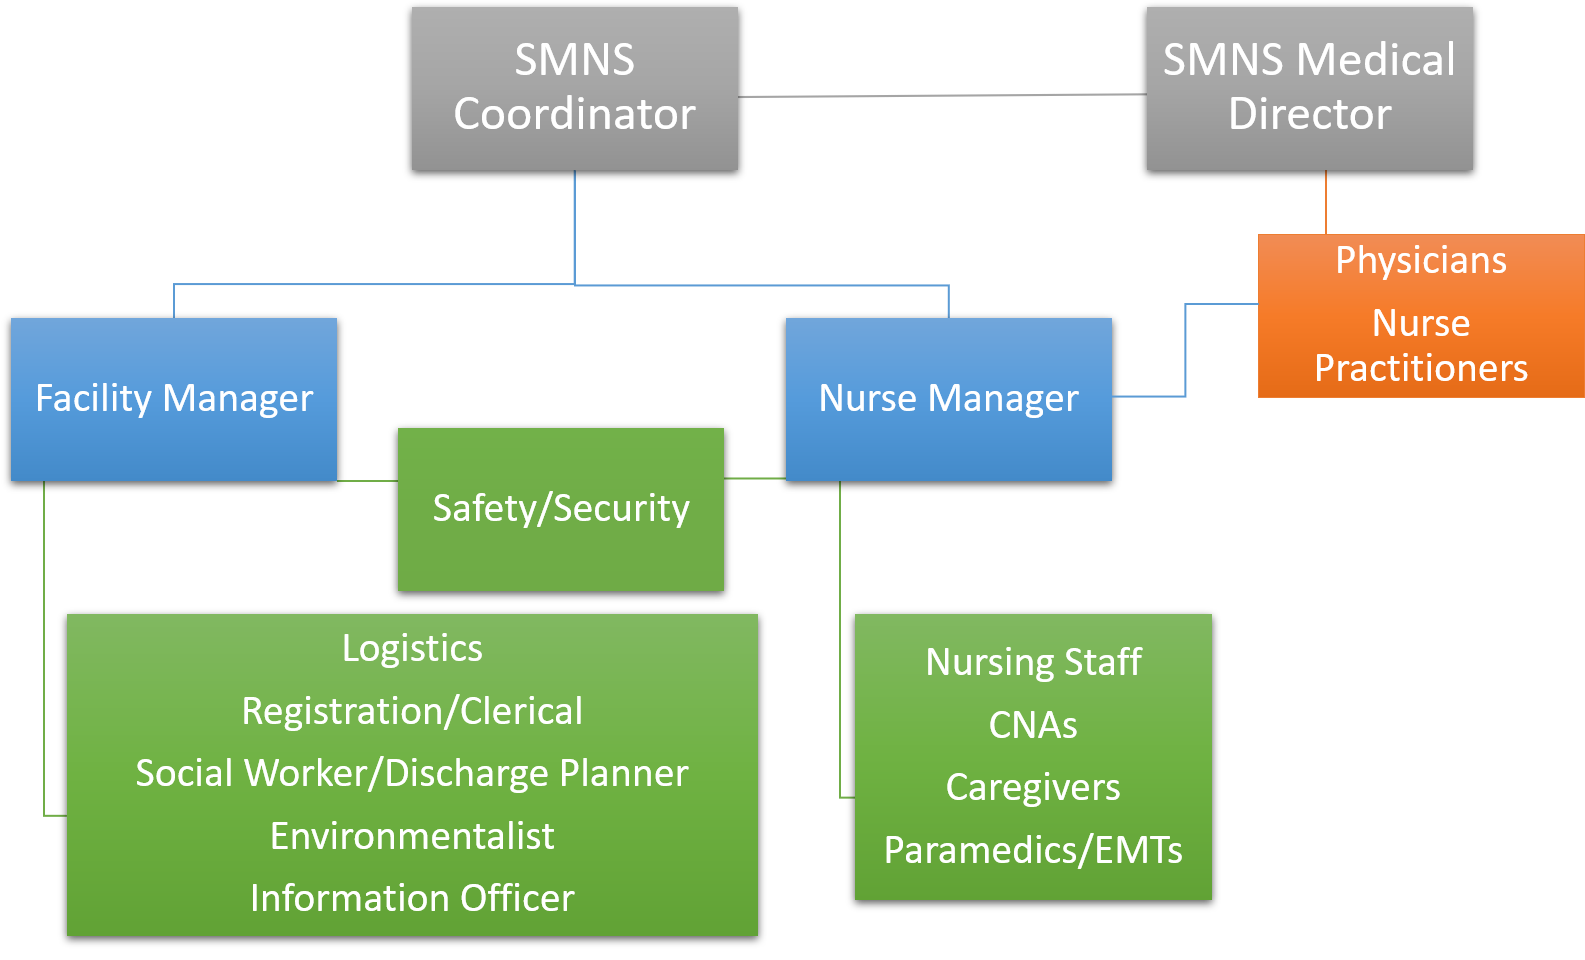 SMNS
Coordinator
SMNS Medical
Director
Physicians
Nurse
Practitioners
Facility Manager
Nurse Manager
Safety/Security
Logistics
Registration/Clerical
Social Worker/Discharge Planner
Environmentalist
Information Officer
Nursing Staff
CNAs
Caregivers
Paramedics/EMTs